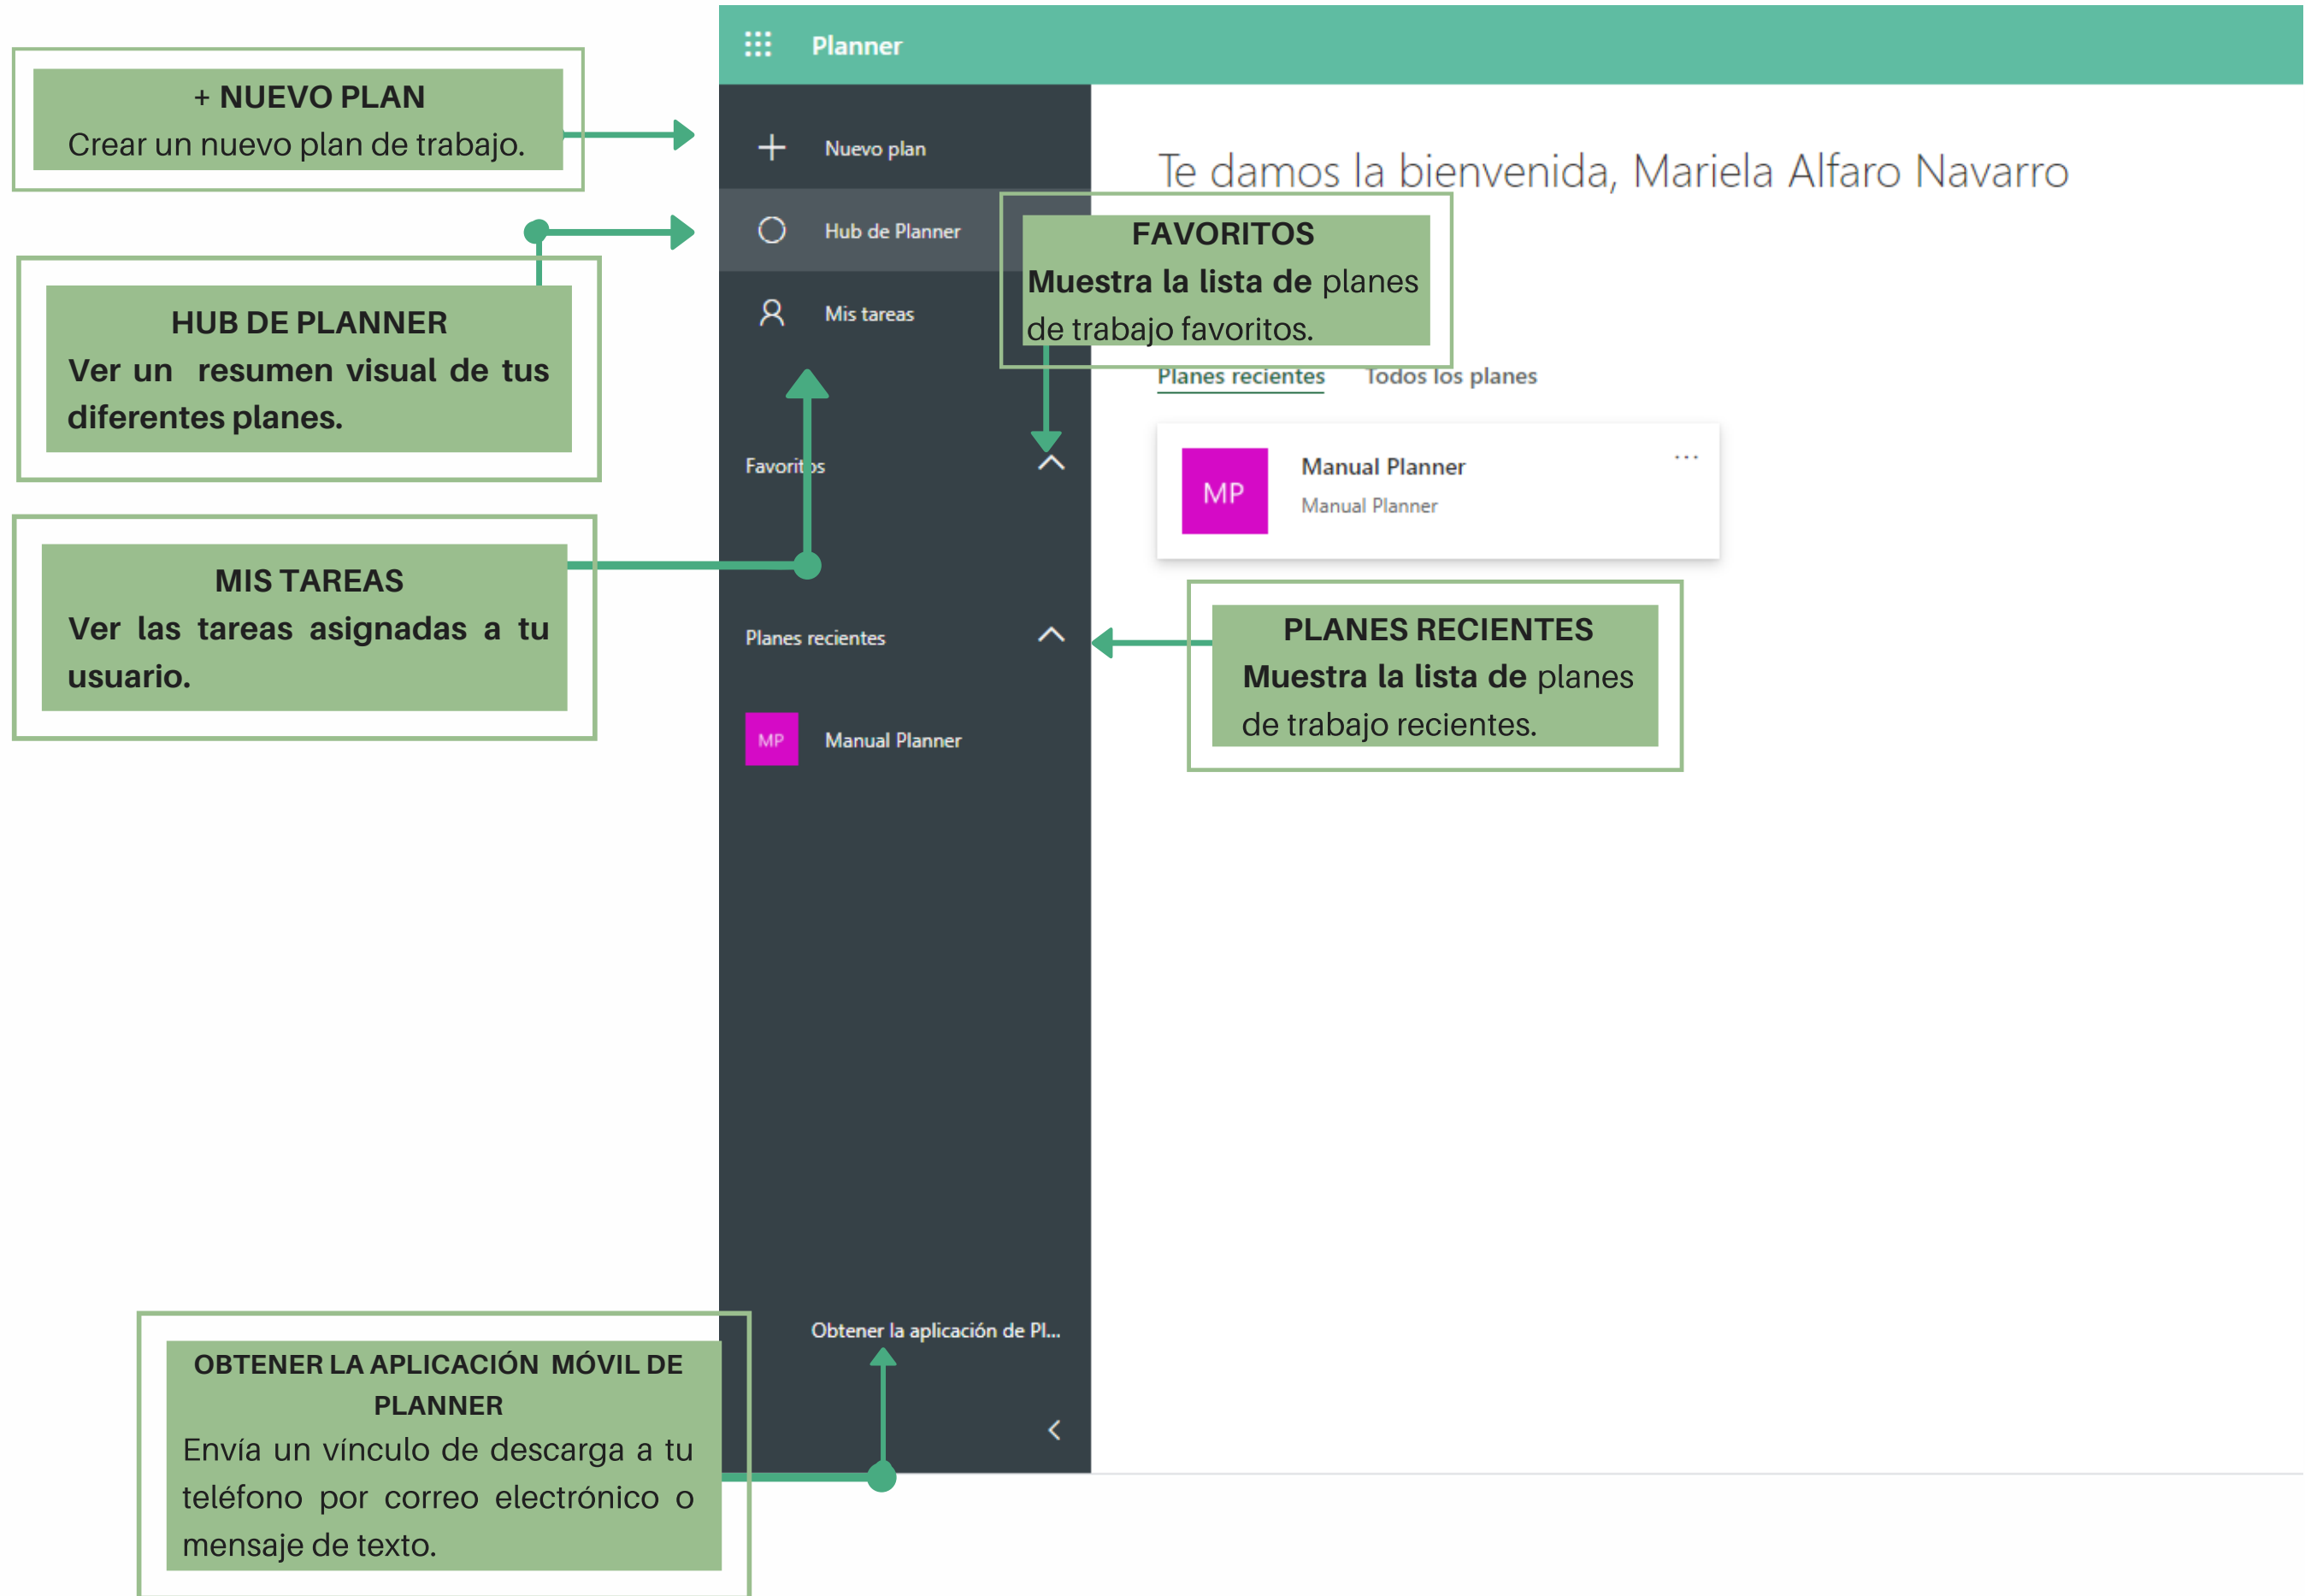 Planner
+ NUEVO PLAN
Crear un nuevo plan de trabajo.
Nuevo plan
Te damos la bienvenida, Mariela Alfaro Navarro
Hub de Planner
FAVORITOS
Muestra la lista de planes
de trabajo favoritos.
HUB DE PLANNER
Ver un resumen visual de tus
diferentes planes.
Mis tareas
Planes recientes Todos los planes
Favoritos
MP
Manual Planner
...
Manual Planner
MIS TAREAS
Ver las tareas asignadas a tu
usuario.
Planes recientes
PLANES RECIENTES
Muestra la lista de planes
de trabajo recientes.
MP
Manual Planner
Obtener la aplicación de Pl...
OBTENER LA APLICACIÓN MÓVIL DE
PLANNER
Envía un vínculo de descarga a tu
teléfono por correo electrónico o
mensaje de texto.